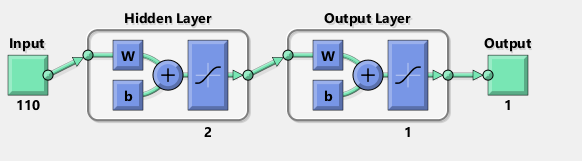 Hidden Layer Output Layer
Input Output
W W
b b
110 1
2 1